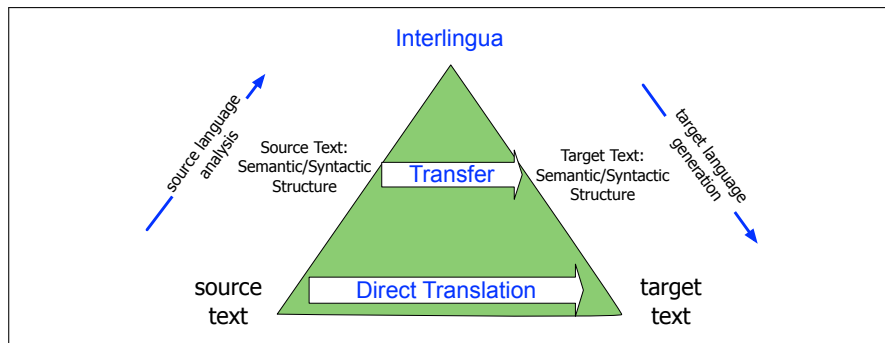 Interlingua
source language
analysis
Source Text:
Semantic/Syntactic
Structure
Transfer
Target Text:
Semantic/Syntactic
Structure
target language
generation
source
text
Direct Translation
target
text